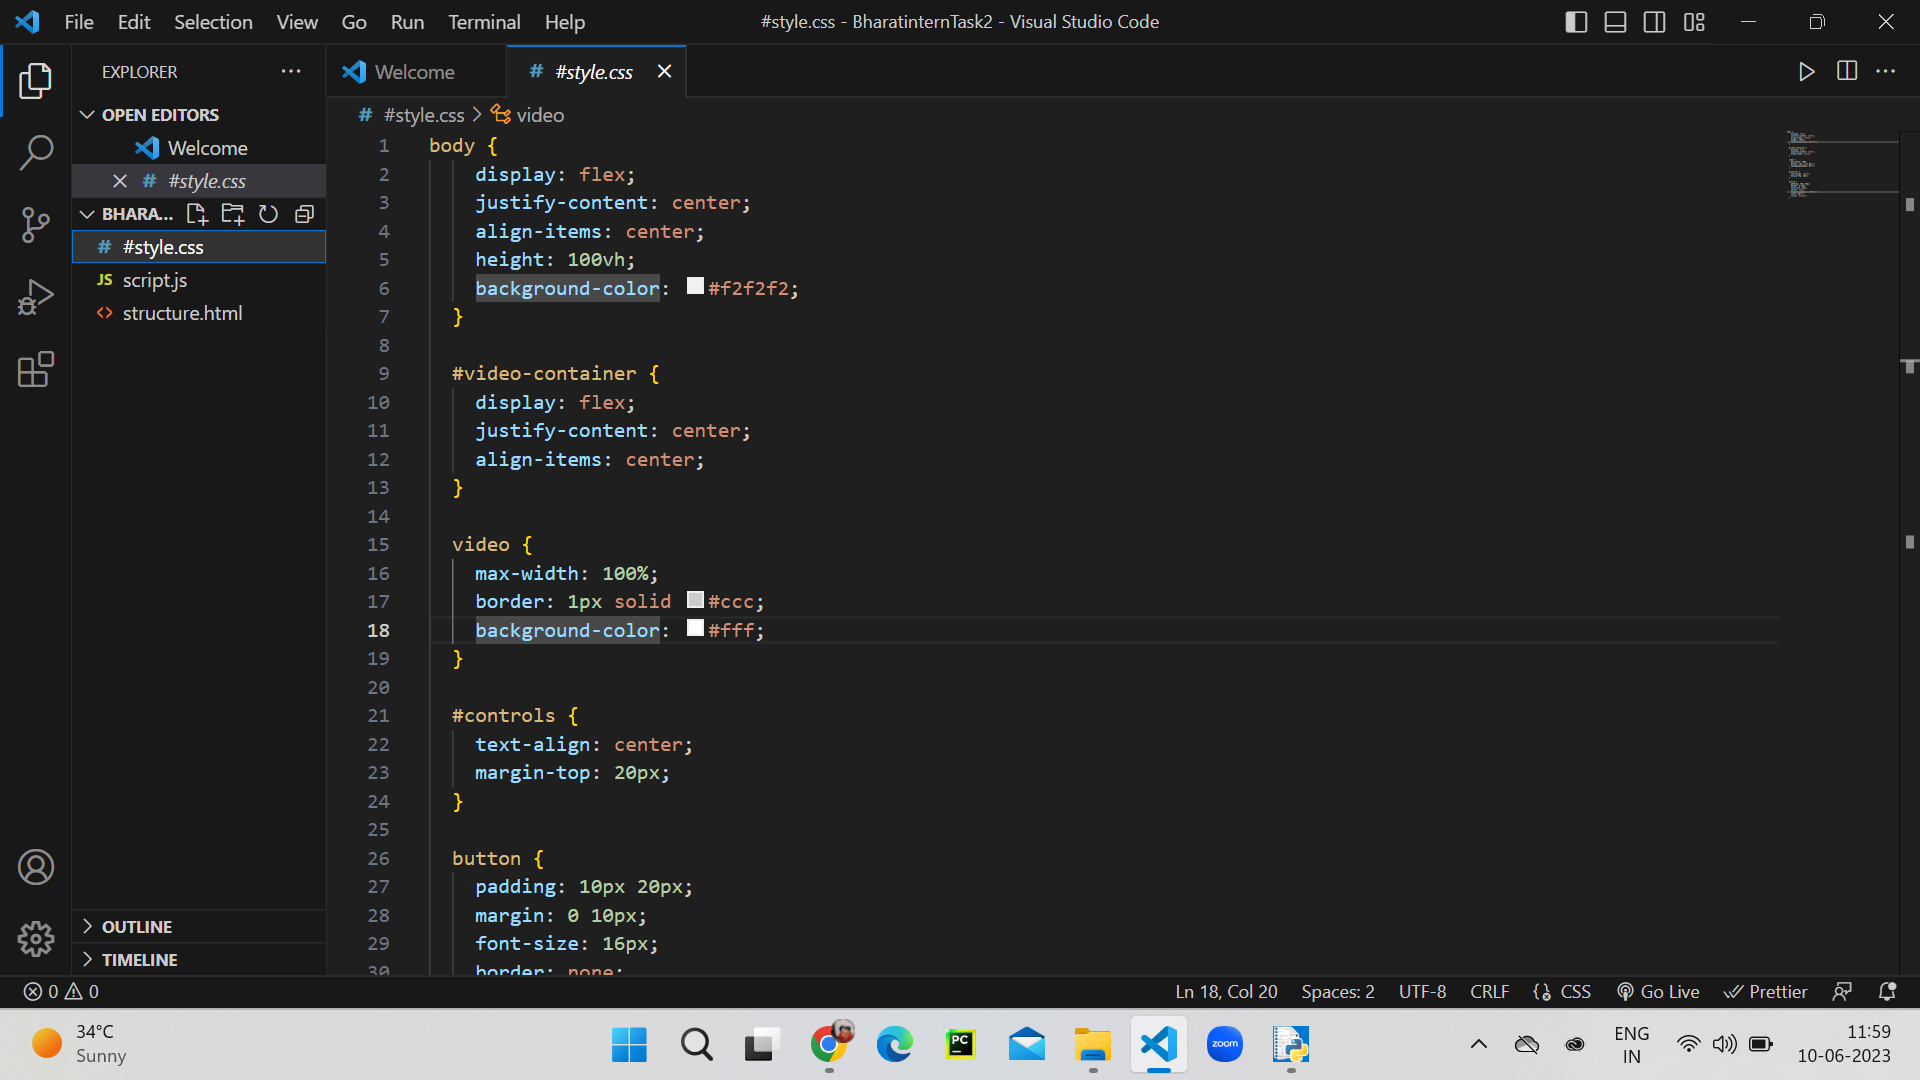 File Edit Selection View Go Run Terminal Help
#style.css - BharatinternTask2 - Visual Studio Code
EXPLORER
OPEN EDITORS
Welcome
#style.css
BHARA...
#style.css
JS script.js
structure.html
OUTLINE
TIMELINE
Welcome
# #style.css
# #style.css > video
1 body {
2 display: flex;
3 justify-content: center;
4 align-items: center;
5 height: 100vh;
6 background-color: #f2f2f2;
7 }
8
9 #video-container {
10 display: flex;
11 justify-content: center;
12 align-items: center;
13 }
14
15 video {
16 max-width: 100%;
17 border: 1px solid #ccc;
18 background-color: #fff;
19 }
20
21 #controls {
22 text-align: center;
23 margin-top: 20px;
24 }
25
26 button {
27 padding: 10px 20px;
28 margin: 0 10px;
29 font-size: 16px;
30 border: none;
0 0
Ln 18, Col 20 Spaces: 2 UTF-8 CRLF {} CSS Go Live Prettier
34°C
Sunny
PC
zoom
ENG
IN
11:59
10-06-2023